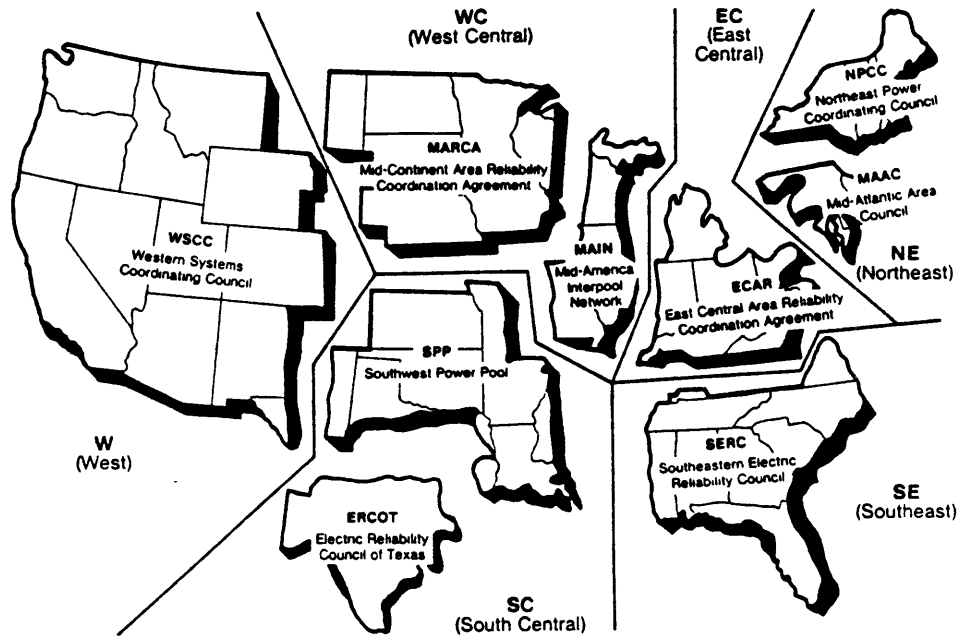 WC
(West Central)
EC
(East
Central)
NPCC
Northeast Power
Coordinating Council
MARCA
Mid-Continent Area Reliability
Coordination Agreement
MAAC
Mid-Atlantic Area
Council
NE
(Northeast)
WSCC
Western Systems
Coordinating Council
MAIN
Mid-America
Interpool
Network
ECAR
East Central Area Reliability
Coordination Agreement
SPP
Southwest Power Pool
W
(West)
SERC
Southeastern Electric
Reliability Council
SE
(Southeast)
ERCOT
Electric Reliability
Council of Texas
SC
(South Central)